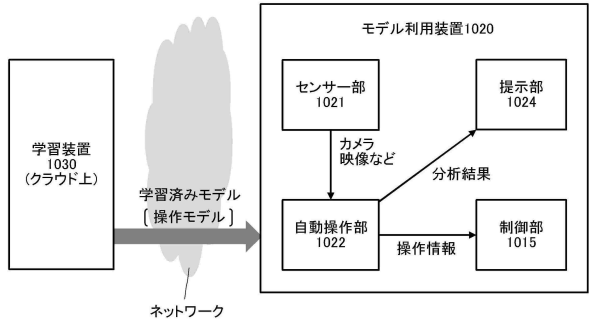 モデル利用装置1020
センサー部
1021
提示部
1024
学習装置
1030
(クラウド上)
カメラ
映像など
分析結果
学習済みモデル
〔操作モデル〕
自動操作部
1022
操作情報
制御部
1015
ネットワーク